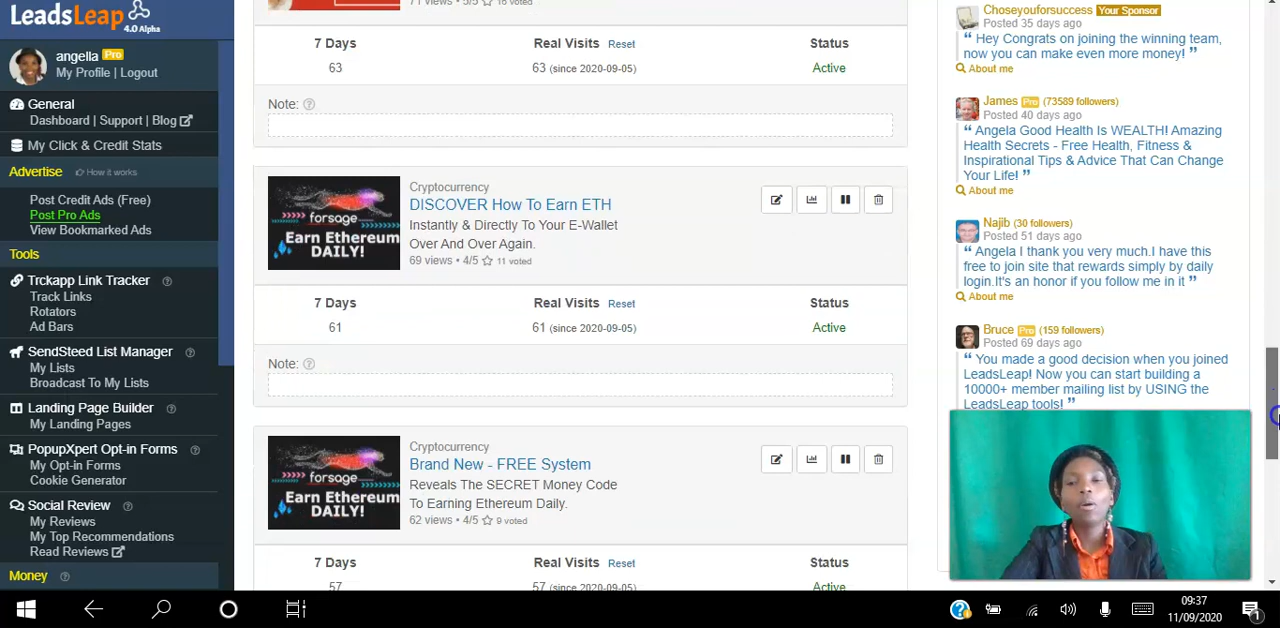 LeadsLeap
4.0 Alpha
angella Pro
My Profile | Logout
General
Dashboard | Support | Blog
My Click & Credit Stats
Advertise How it works
Post Credit Ads (Free)
Post Pro Ads
View Bookmarked Ads
Tools
Trckapp Link Tracker
Track Links
Rotators
Ad Bars
SendSteed List Manager
My Lists
Broadcast To My Lists
Landing Page Builder
My Landing Pages
PopupXpert Opt-in Forms
My Opt-in Forms
Cookie Generator
Social Review
My Reviews
My Top Recommendations
Read Reviews
Money
71 views • 5/5 16 voted
7 Days Real Visits Reset Status
63 63 (since 2020-09-05) Active
Note:
forsage
Earn Ethereum
DAILY!
Cryptocurrency
DISCOVER How To Earn ETH
Instantly & Directly To Your E-Wallet
Over And Over Again.
69 views • 4/5 11 voted
7 Days Real Visits Reset Status
61 61 (since 2020-09-05) Active
Note:
forsage
Earn Ethereum
DAILY!
Cryptocurrency
Brand New - FREE System
Reveals The SECRET Money Code
To Earning Ethereum Daily.
62 views • 4/5 9 voted
7 Days Real Visits Reset Status
57 57 (since 2020-09-05) Active
Choseyouforsuccess Your Sponsor
Posted 35 days ago
“ Hey Congrats on joining the winning team,
now you can make even more money! ”
About me
James Pro (73589 followers)
Posted 40 days ago
“ Angela Good Health Is WEALTH! Amazing
Health Secrets - Free Health, Fitness &
Inspirational Tips & Advice That Can Change
Your Life! ”
About me
Najib (30 followers)
Posted 51 days ago
“ Angela I thank you very much.I have this
free to join site that rewards simply by daily
login.It's an honor if you follow me in it ”
About me
Bruce Pro (159 followers)
Posted 69 days ago
“ You made a good decision when you joined
LeadsLeap! Now you can start building a
10000+ member mailing list by USING the
LeadsLeap tools! ”
09:37
11/09/2020